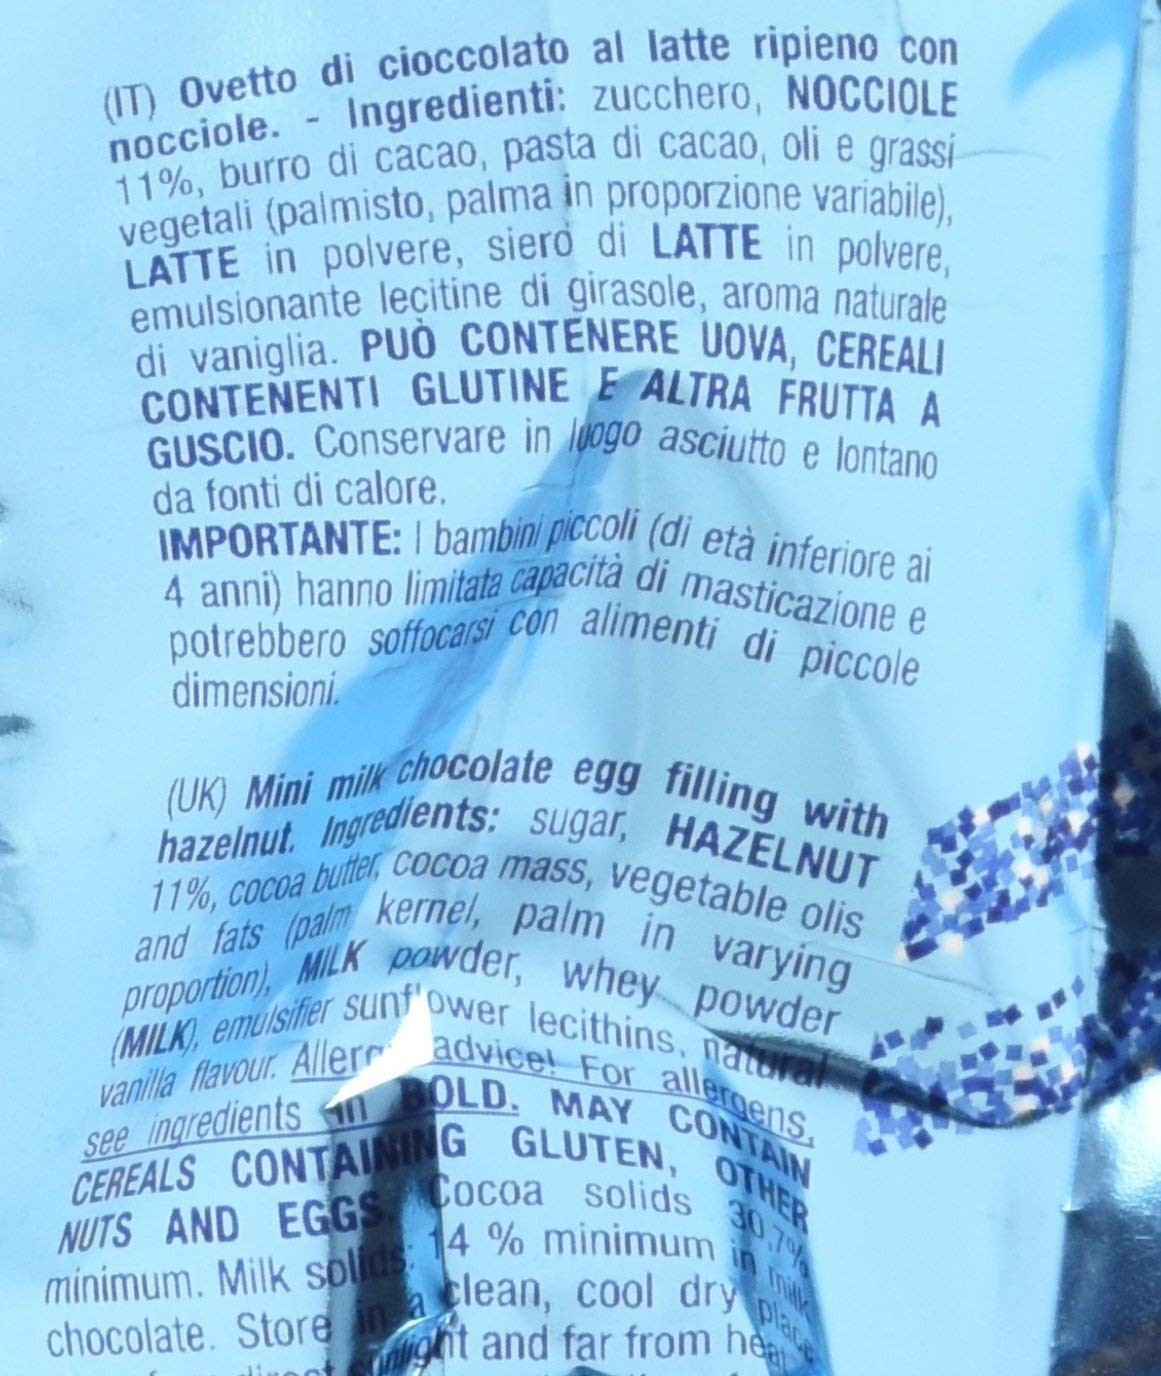 (IT) Ovetto di cioccolato al latte ripieno con
nocciole. - Ingredienti: zucchero, NOCCIOLE
11%, burro di cacao, pasta di cacao, oli e grassi
vegetali (palmisto, palma in proporzione variabile),
LATTE in polvere, siero di LATTE in polvere,
emulsionante lecitine di girasole, aroma naturale
di vaniglia. PUÒ CONTENERE UOVA, CEREALI
CONTENENTI GLUTINE E ALTRA FRUTTA A
GUSCIO. Conservare in luogo asciutto e lontano
da fonti di calore.
IMPORTANTE: I bambini piccoli (di età inferiore ai
4 anni) hanno limitata capacità di masticazione e
potrebbero soffocarsi con alimenti di piccole
dimensioni.
(UK) Mini milk chocolate egg filling with
hazelnut. Ingredients: sugar, HAZELNUT
11%, cocoa butter, cocoa mass, vegetable olis
and fats (palm kernel, palm in varying
proportion), MILK powder, whey powder
(MILK), emulsifier sunflower lecithins, natural
vanilla flavour. advice! For allergens,
see ingredients in BOLD. MAY CONTAIN
CEREALS CONTAINING GLUTEN, OTHER
NUTS AND EGGS. Cocoa solids 30,7%
minimum. Milk solids: 14 % minimum in milk
chocolate. Store in a clean, cool dry place
and far from